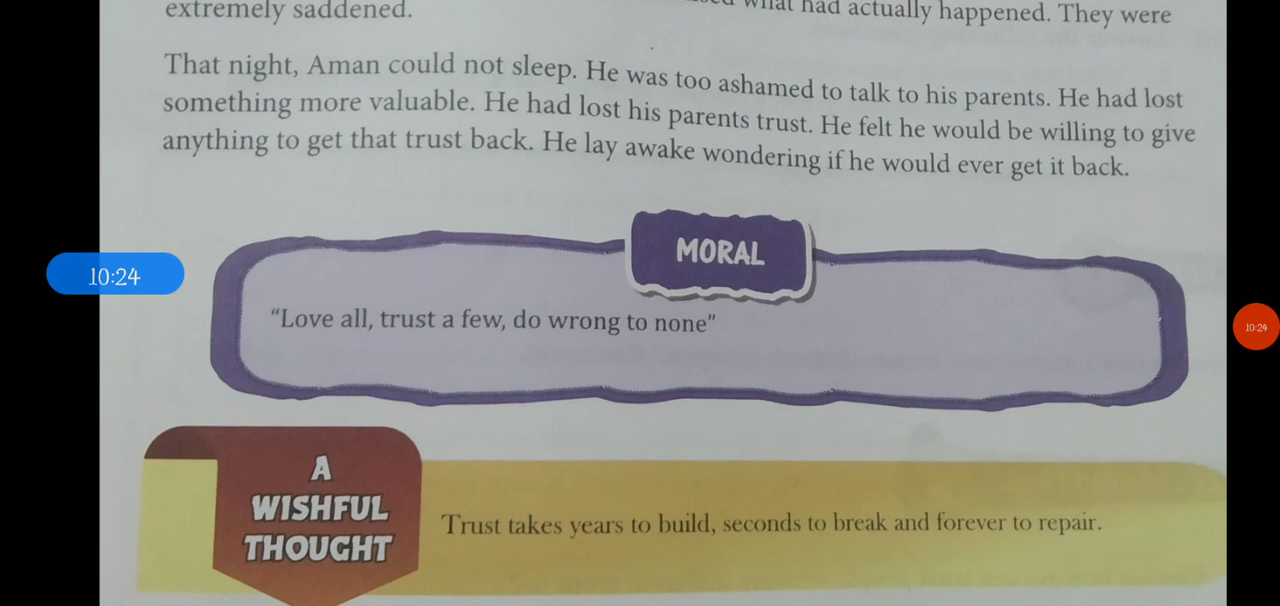 what had actually happened. They were
extremely saddened.
That night, Aman could not sleep. He was too ashamed to talk to his parents. He had lost
something more valuable. He had lost his parents trust. He felt he would be willing to give
anything to get that trust back. He lay awake wondering if he would ever get it back.
MORAL
10:24
10:24
“Love all, trust a few, do wrong to none”
A
WISHFUL
THOUGHT
Trust takes years to build, seconds to break and forever to repair.